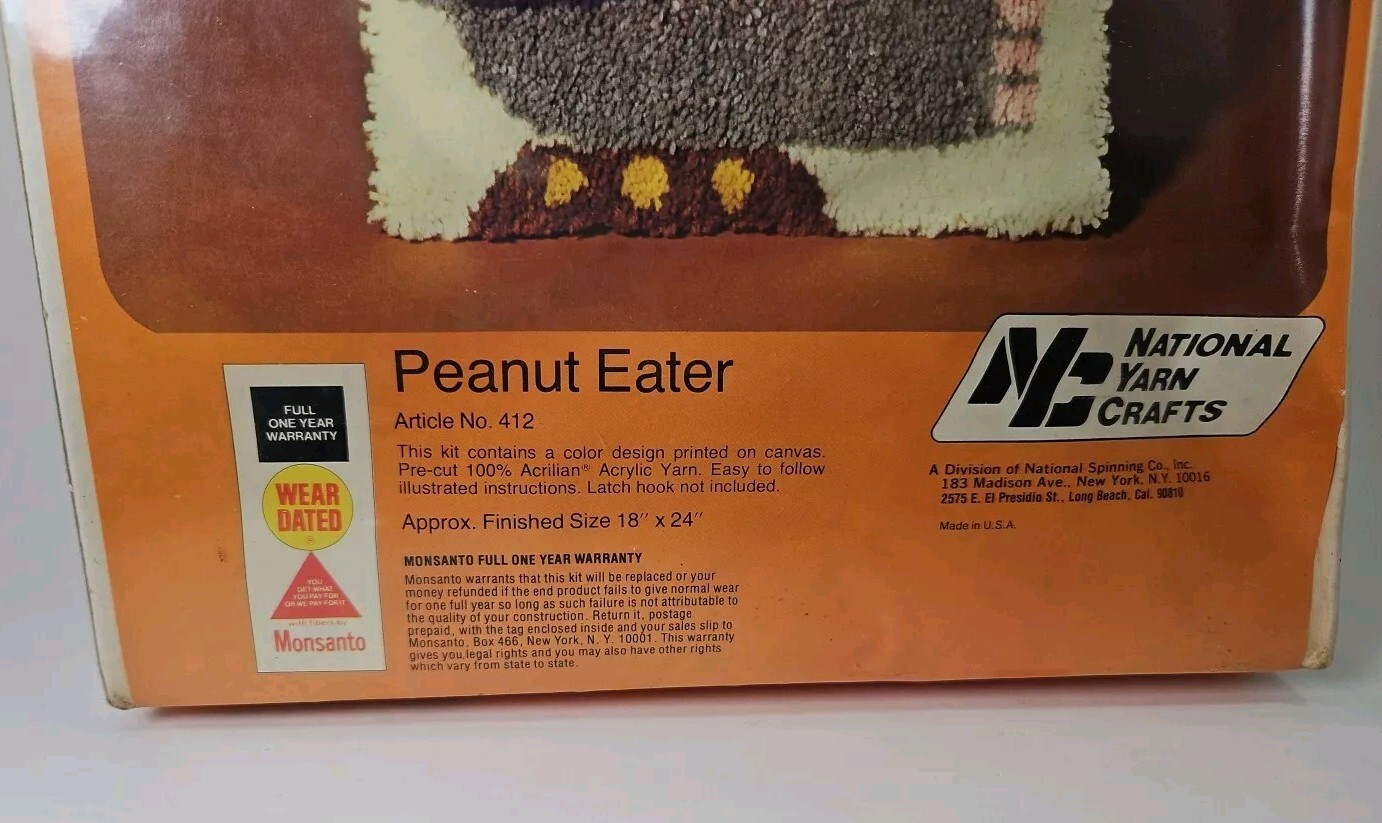 Peanut Eater
Article No. 412
This kit contains a color design printed on canvas.
Pre-cut 100% Acrilian® Acrylic Yarn. Easy to follow
illustrated instructions. Latch hook not included.
Approx. Finished Size 18" x 24"
MONSANTO FULL ONE YEAR WARRANTY
Monsanto warrants that this kit will be replaced or your
money refunded if the end product fails to give normal wear
for one full year so long as such failure is not attributable to
the quality of your construction. Return it, postage
prepaid, with the tag enclosed inside and your sales slip to
Monsanto, Box 466, New York, N. Y. 10001. This warranty
gives you legal rights and you may also have other rights
which vary from state to state.
FULL
ONE YEAR
WARRANTY
WEAR
DATED
®
YOU
GET WHAT
YOU PAY FOR
OR WE PAY FOR IT
with fibers by
Monsanto
NYC
NATIONAL
YARN
CRAFTS
A Division of National Spinning Co., Inc.
183 Madison Ave., New York, N.Y. 10016
2575 E. El Presidio St., Long Beach, Cal. 90810
Made in U.S.A.